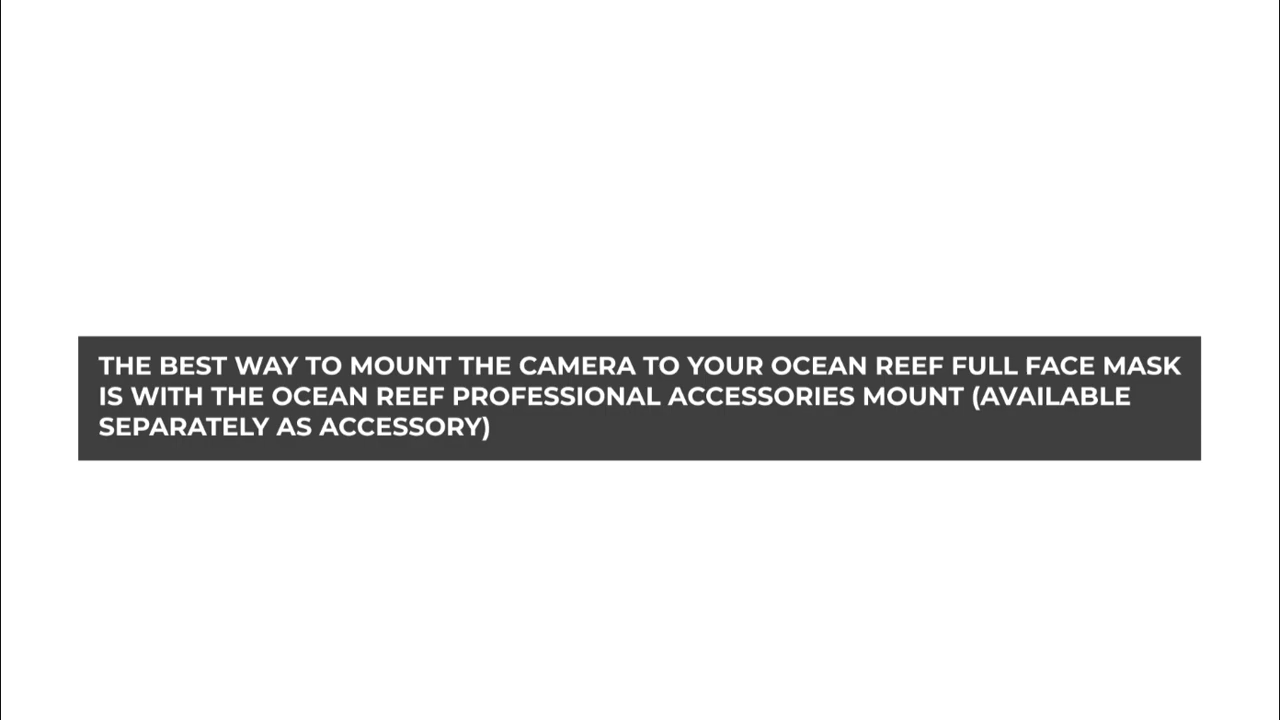 THE BEST WAY TO MOUNT THE CAMERA TO YOUR OCEAN REEF FULL FACE MASK
IS WITH THE OCEAN REEF PROFESSIONAL ACCESSORIES MOUNT (AVAILABLE
SEPARATELY AS ACCESSORY)